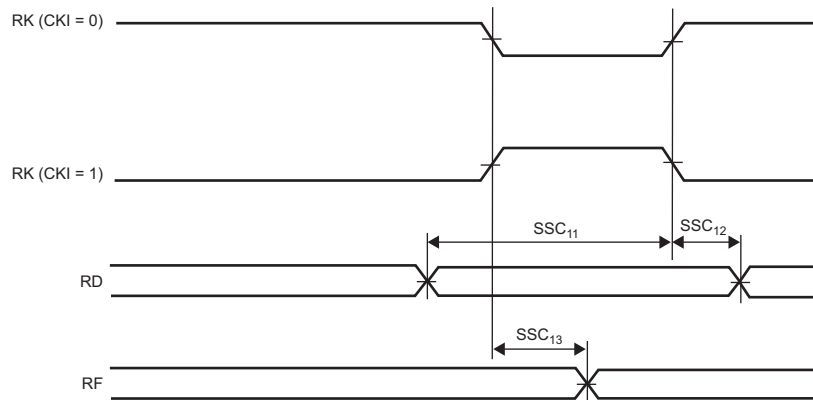 RK (CKI = 0)
RK (CKI = 1)
SSC₁₁
SSC₁₂
RD
SSC₁₃
RF